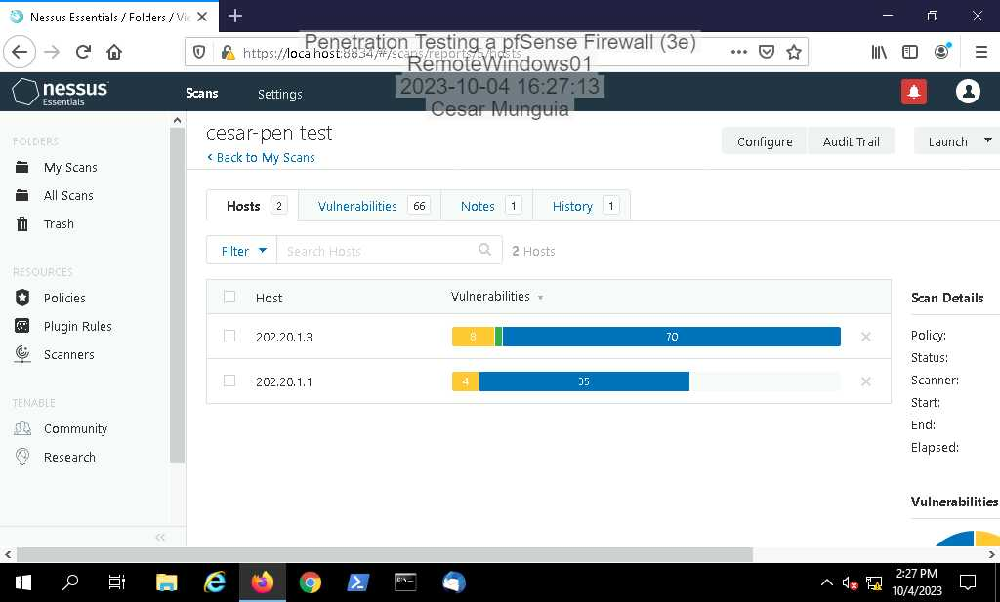 Nessus Essentials / Folders / Vie
https://localhost:8834/#/scans/reports/5/hosts
Penetration Testing a pfSense Firewall (3e)
RemoteWindows01
2023-10-04 16:27:13
Cesar Munguia
nessus
Essentials
Scans
Settings
FOLDERS
My Scans
All Scans
Trash
RESOURCES
Policies
Plugin Rules
Scanners
TENABLE
Community
Research
cesar-pen test
Back to My Scans
Configure
Audit Trail
Launch
Hosts 2
Vulnerabilities 66
Notes 1
History 1
Filter
Search Hosts
2 Hosts
Host Vulnerabilities
202.20.1.3 8 70
202.20.1.1 4 35
Scan Details
Policy:
Status:
Scanner:
Start:
End:
Elapsed:
Vulnerabilities
2:27 PM
10/4/2023